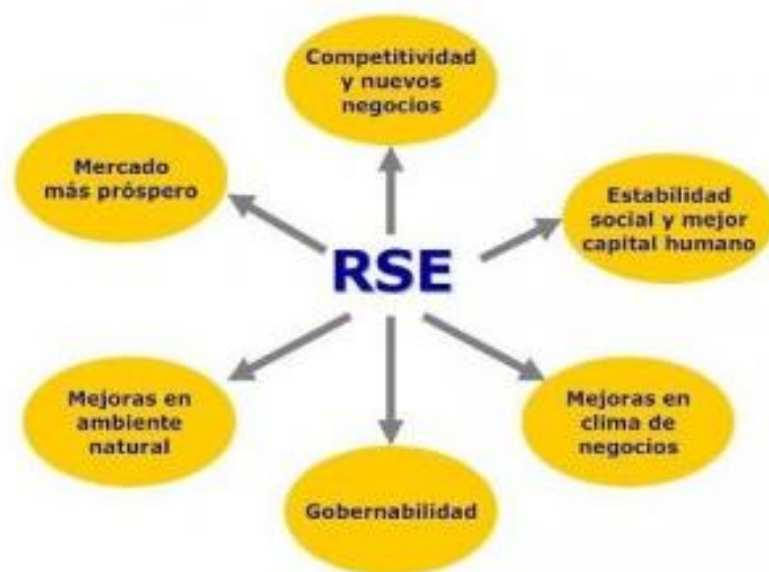 Competitividad
y nuevos
negocios
Mercado
más próspero
Estabilidad
social y mejor
capital humano
RSE
Mejoras en
ambiente
natural
Mejoras en
clima de
negocios
Gobernabilidad